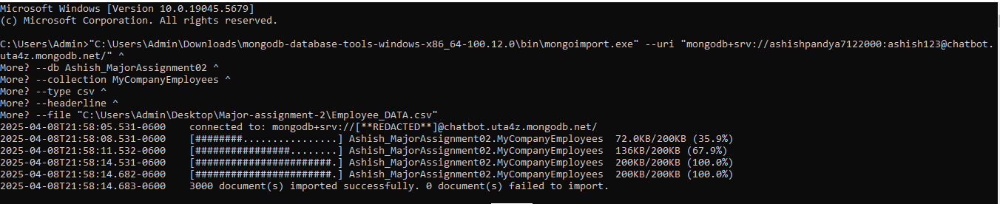 Microsoft Windows [Version 10.0.19045.5679]
(c) Microsoft Corporation. All rights reserved.
C:\Users\Admin>"C:\Users\Admin\Downloads\mongodb-database-tools-windows-x86_64-100.12.0\bin\mongoimport.exe" --uri "mongodb+srv://ashishpandya7122000:ashish123@chatbot.
uta4z.mongodb.net/" ^
More? --db Ashish_MajorAssignment02 ^
More? --collection MyCompanyEmployees ^
More? --type csv ^
More? --headerline ^
More? --file "C:\Users\Admin\Desktop\Major-assignment-2\Employee_DATA.csv"
2025-04-08T21:58:05.531-0600    connected to: mongodb+srv://[**REDACTED**]@chatbot.uta4z.mongodb.net/
2025-04-08T21:58:08.531-0600    [########................] Ashish_MajorAssignment02.MyCompanyEmployees  72.0KB/200KB (35.9%)
2025-04-08T21:58:11.532-0600    [################........] Ashish_MajorAssignment02.MyCompanyEmployees  136KB/200KB (67.9%)
2025-04-08T21:58:14.531-0600    [#######################.] Ashish_MajorAssignment02.MyCompanyEmployees  200KB/200KB (100.0%)
2025-04-08T21:58:14.682-0600    [#######################.] Ashish_MajorAssignment02.MyCompanyEmployees  200KB/200KB (100.0%)
2025-04-08T21:58:14.683-0600    3000 document(s) imported successfully. 0 document(s) failed to import.